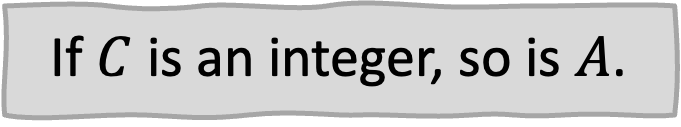 If C is an integer, so is A.